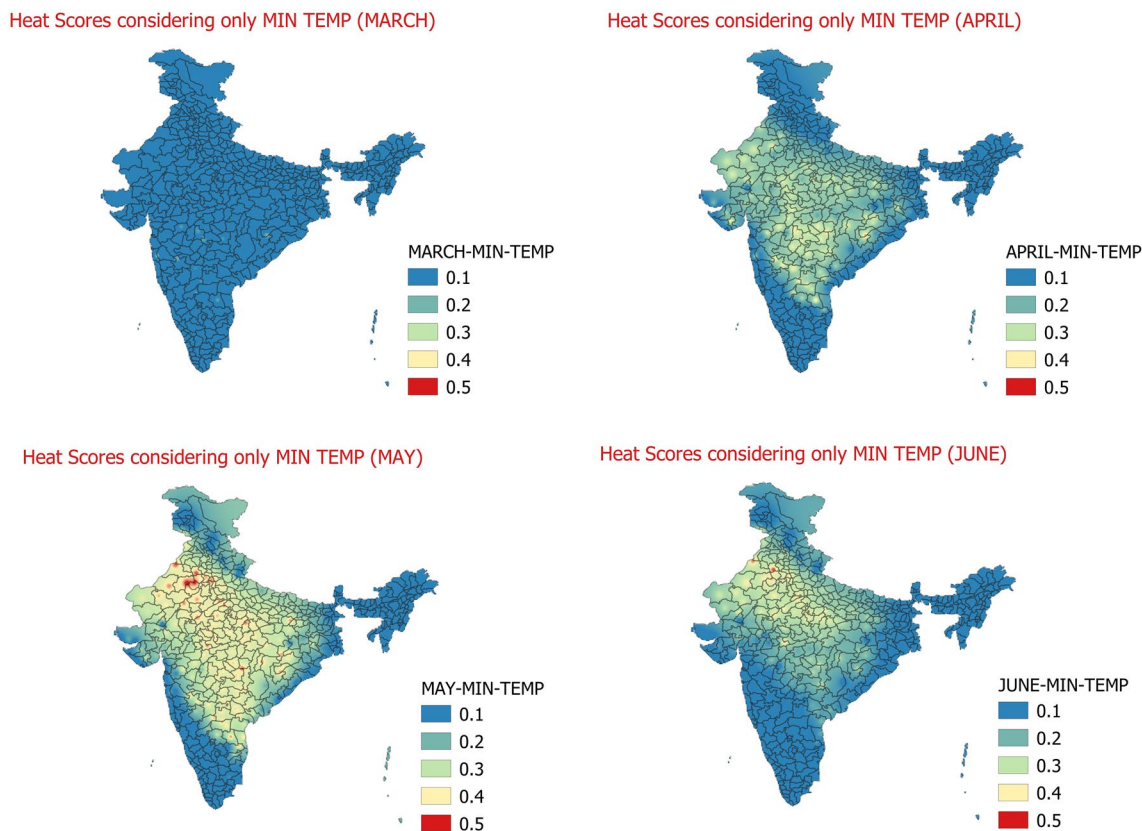 Heat Scores considering only MIN TEMP (MARCH)
MARCH-MIN-TEMP
0.1
0.2
0.3
0.4
0.5
Heat Scores considering only MIN TEMP (APRIL)
APRIL-MIN-TEMP
0.1
0.2
0.3
0.4
0.5
Heat Scores considering only MIN TEMP (MAY)
MAY-MIN-TEMP
0.1
0.2
0.3
0.4
0.5
Heat Scores considering only MIN TEMP (JUNE)
JUNE-MIN-TEMP
0.1
0.2
0.3
0.4
0.5